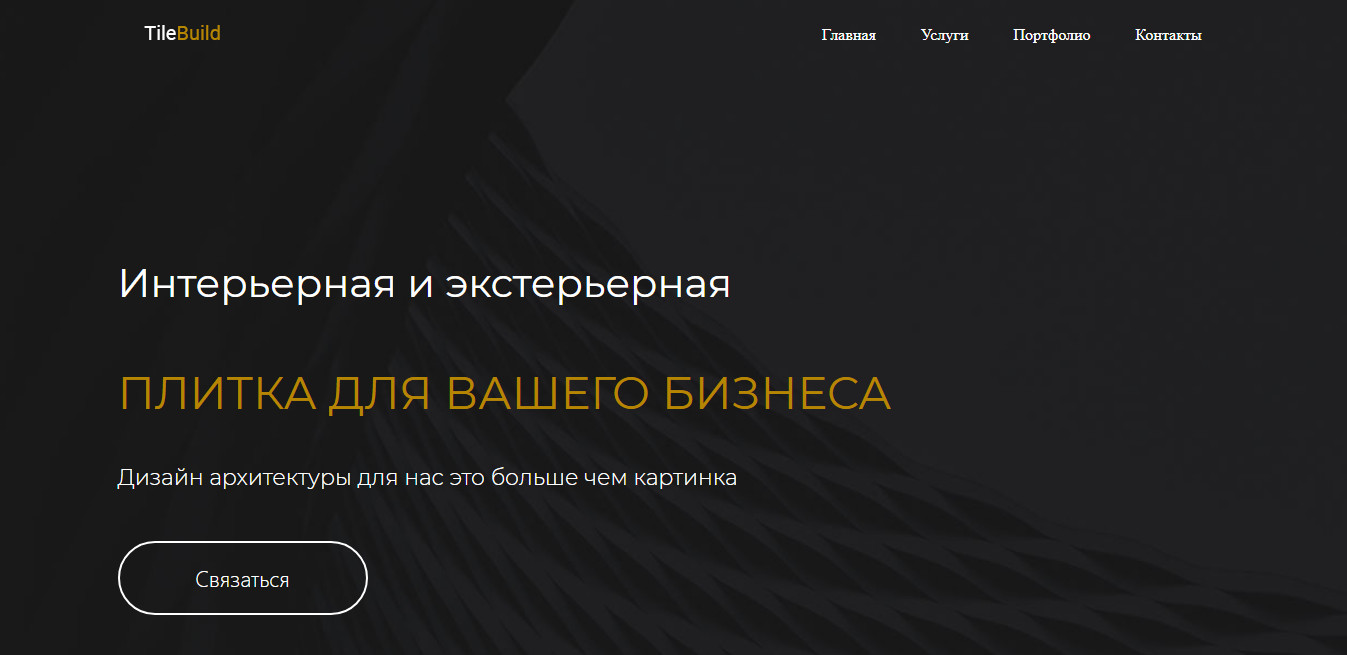 TileBuild
Главная Услуги Портфолио Контакты
Интерьерная и экстерьерная
ПЛИТКА ДЛЯ ВАШЕГО БИЗНЕСА
Дизайн архитектуры для нас это больше чем картинка
Связаться